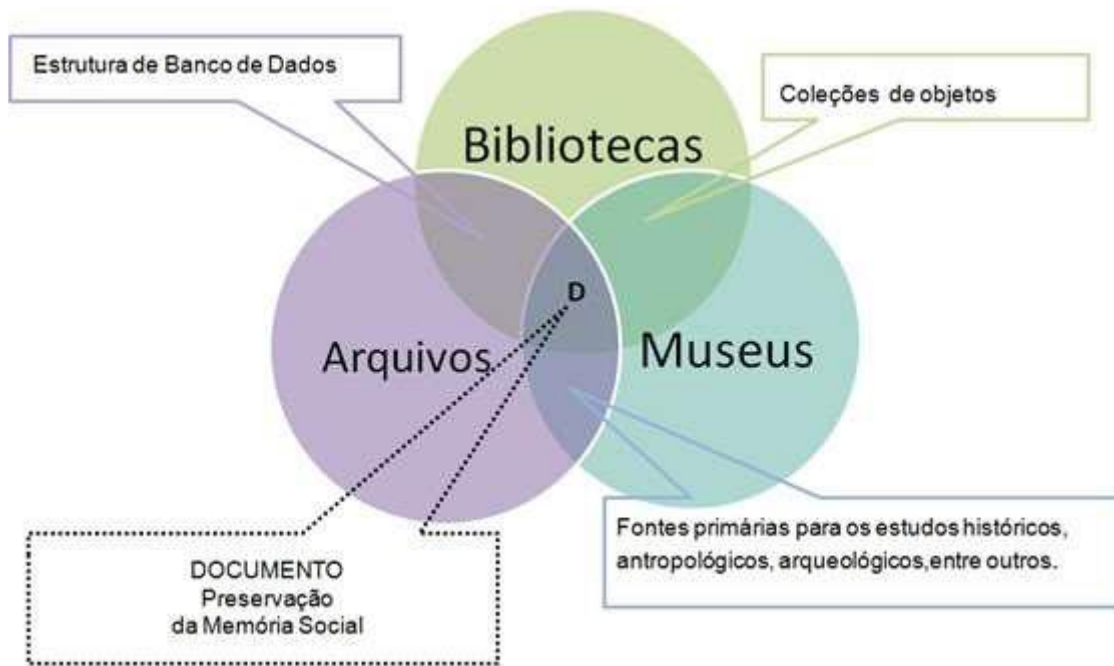 Estrutura de Banco de Dados
Coleções de objetos
Bibliotecas
D
Arquivos
Museus
Fontes primárias para os estudos históricos,
antropológicos, arqueológicos,entre outros.
DOCUMENTO
Preservação
da Memória Social